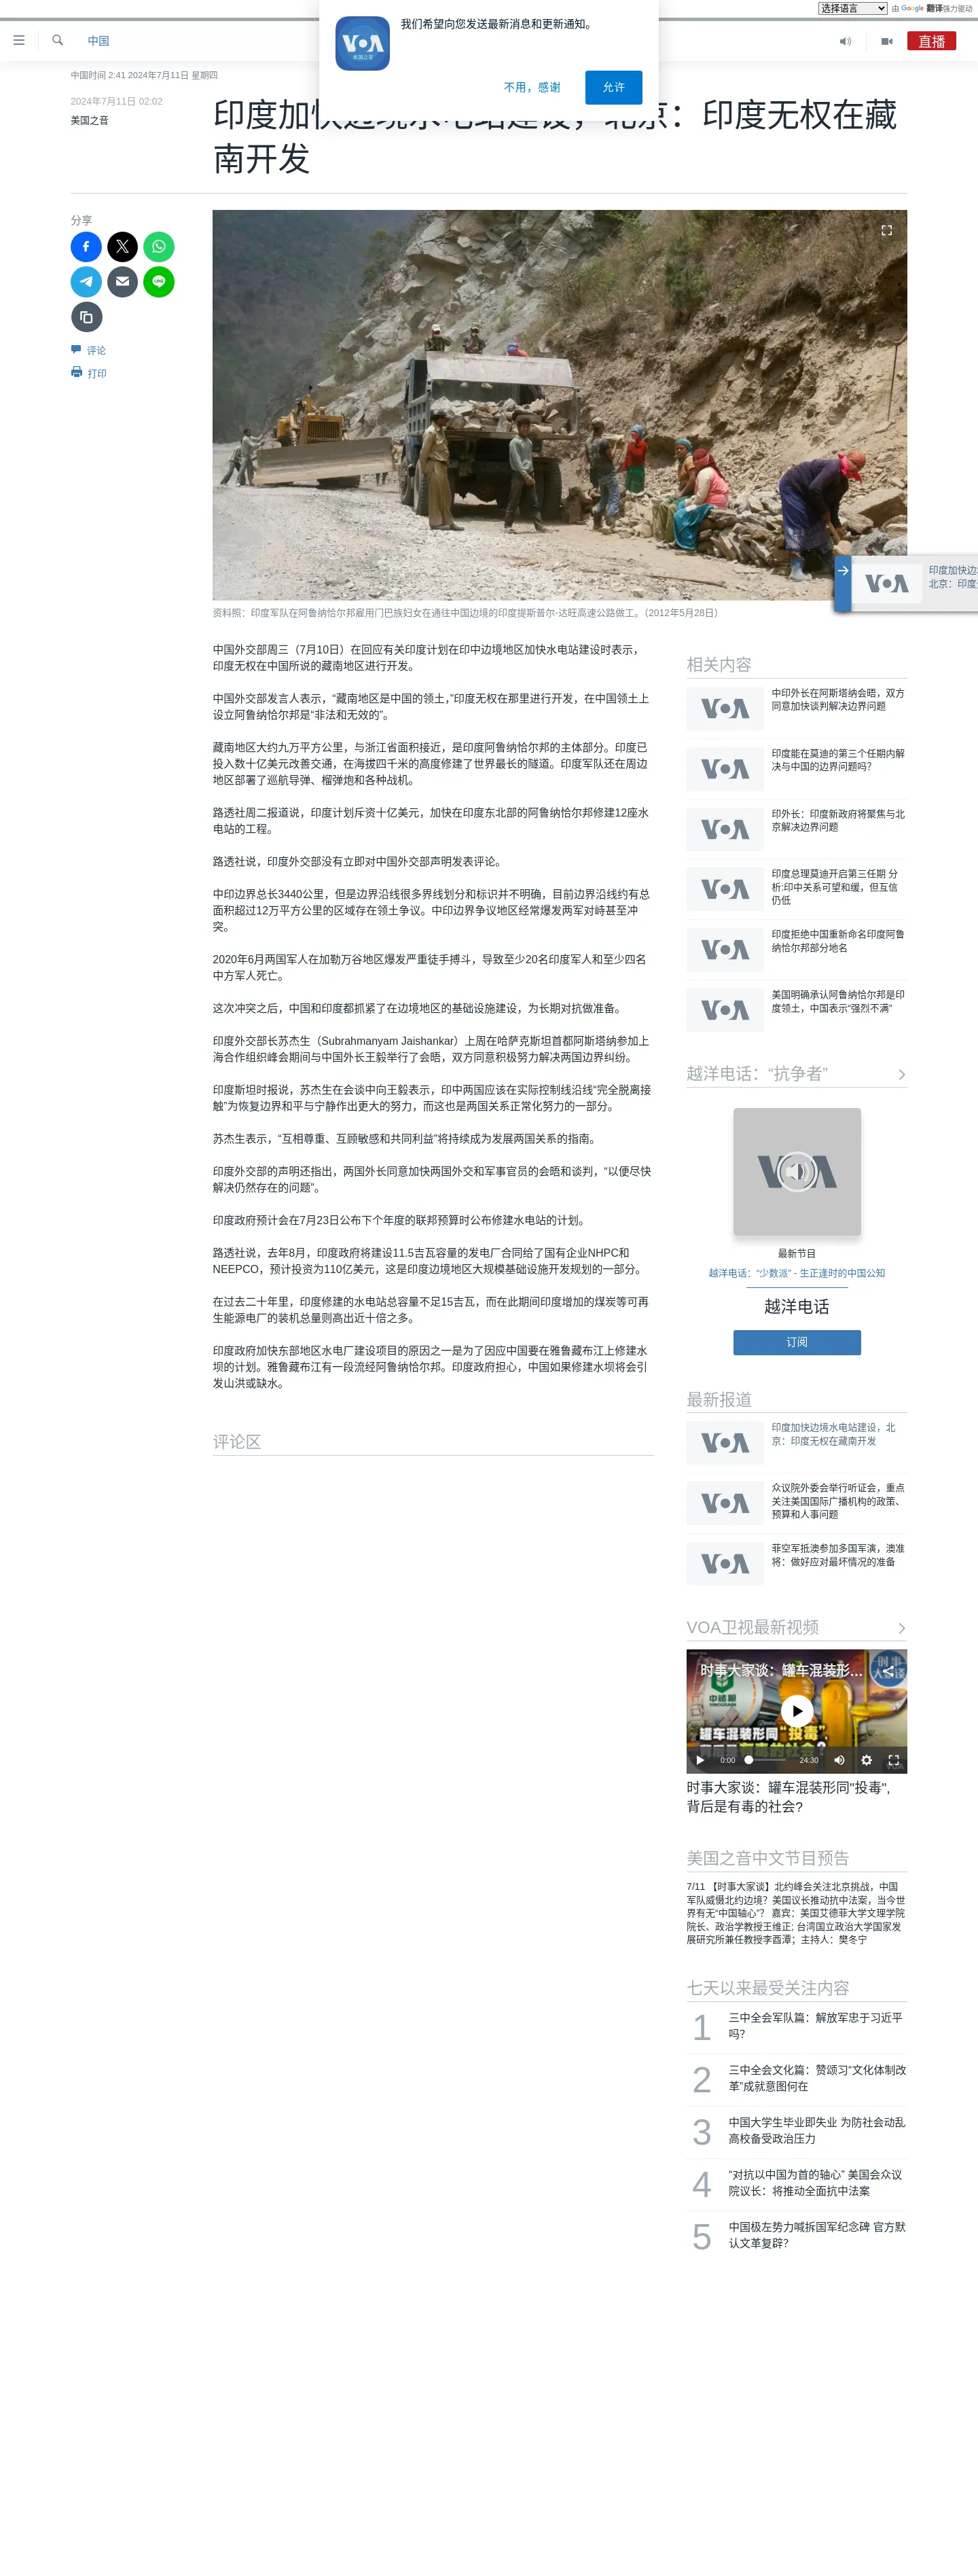 选择语言 由 Google 翻译强力驱动
我们希望向您发送最新消息和更新通知。
VOA
美国之音
不用，感谢
允许
中国
直播
中国时间 2:41 2024年7月11日 星期四
2024年7月11日 02:02
美国之音
印度加快边境水电站建设，北京：印度无权在藏
南开发
分享
评论
打印
印度加快边
VOA
北京：印度
资料照：印度军队在阿鲁纳恰尔邦雇用门巴族妇女在通往中国边境的印度提斯普尔-达旺高速公路做工。（2012年5月28日）
中国外交部周三（7月10日）在回应有关印度计划在印中边境地区加快水电站建设时表示，
印度无权在中国所说的藏南地区进行开发。
中国外交部发言人表示，“藏南地区是中国的领土，”印度无权在那里进行开发，在中国领土上
设立阿鲁纳恰尔邦是“非法和无效的”。
藏南地区大约九万平方公里，与浙江省面积接近，是印度阿鲁纳恰尔邦的主体部分。印度已
投入数十亿美元改善交通，在海拔四千米的高度修建了世界最长的隧道。印度军队还在周边
地区部署了巡航导弹、榴弹炮和各种战机。
路透社周二报道说，印度计划斥资十亿美元，加快在印度东北部的阿鲁纳恰尔邦修建12座水
电站的工程。
路透社说，印度外交部没有立即对中国外交部声明发表评论。
中印边界总长3440公里，但是边界沿线很多界线划分和标识并不明确，目前边界沿线约有总
面积超过12万平方公里的区域存在领土争议。中印边界争议地区经常爆发两军对峙甚至冲
突。
2020年6月两国军人在加勒万谷地区爆发严重徒手搏斗，导致至少20名印度军人和至少四名
中方军人死亡。
这次冲突之后，中国和印度都抓紧了在边境地区的基础设施建设，为长期对抗做准备。
印度外交部长苏杰生（Subrahmanyam Jaishankar）上周在哈萨克斯坦首都阿斯塔纳参加上
海合作组织峰会期间与中国外长王毅举行了会晤，双方同意积极努力解决两国边界纠纷。
印度斯坦时报说，苏杰生在会谈中向王毅表示，印中两国应该在实际控制线沿线“完全脱离接
触”为恢复边界和平与宁静作出更大的努力，而这也是两国关系正常化努力的一部分。
苏杰生表示，“互相尊重、互顾敏感和共同利益”将持续成为发展两国关系的指南。
印度外交部的声明还指出，两国外长同意加快两国外交和军事官员的会晤和谈判，“以便尽快
解决仍然存在的问题”。
印度政府预计会在7月23日公布下个年度的联邦预算时公布修建水电站的计划。
路透社说，去年8月，印度政府将建设11.5吉瓦容量的发电厂合同给了国有企业NHPC和
NEEPCO，预计投资为110亿美元，这是印度边境地区大规模基础设施开发规划的一部分。
在过去二十年里，印度修建的水电站总容量不足15吉瓦，而在此期间印度增加的煤炭等可再
生能源电厂的装机总量则高出近十倍之多。
印度政府加快东部地区水电厂建设项目的原因之一是为了因应中国要在雅鲁藏布江上修建水
坝的计划。雅鲁藏布江有一段流经阿鲁纳恰尔邦。印度政府担心，中国如果修建水坝将会引
发山洪或缺水。
评论区
相关内容
VOA
中印外长在阿斯塔纳会晤，双方
同意加快谈判解决边界问题
VOA
印度能在莫迪的第三个任期内解
决与中国的边界问题吗？
VOA
印外长：印度新政府将聚焦与北
京解决边界问题
VOA
印度总理莫迪开启第三任期 分
析:印中关系可望和缓，但互信
仍低
VOA
印度拒绝中国重新命名印度阿鲁
纳恰尔邦部分地名
VOA
美国明确承认阿鲁纳恰尔邦是印
度领土，中国表示“强烈不满”
越洋电话：“抗争者”
VOA
最新节目
越洋电话：“少数派” - 生正逢时的中国公知
越洋电话
订阅
最新报道
VOA
印度加快边境水电站建设，北
京：印度无权在藏南开发
VOA
众议院外委会举行听证会，重点
关注美国国际广播机构的政策、
预算和人事问题
VOA
菲空军抵澳参加多国军演，澳准
将：做好应对最坏情况的准备
VOA卫视最新视频
时事大家谈：罐车混装形...
时事
大家谈
中储粮
SINOGRAIN
罐车混装形同“投毒”，
背后是有毒的社会？
0:00 24:30
VOA
时事大家谈：罐车混装形同"投毒",
背后是有毒的社会?
美国之音中文节目预告
7/11 【时事大家谈】北约峰会关注北京挑战，中国
军队威慑北约边境？美国议长推动抗中法案，当今世
界有无“中国轴心”？ 嘉宾：美国艾德菲大学文理学院
院长、政治学教授王维正; 台湾国立政治大学国家发
展研究所兼任教授李酉潭；主持人：樊冬宁
七天以来最受关注内容
1 三中全会军队篇：解放军忠于习近平
吗？
2 三中全会文化篇：赞颂习“文化体制改
革”成就意图何在
3 中国大学生毕业即失业 为防社会动乱
高校备受政治压力
4 “对抗以中国为首的轴心” 美国会众议
院议长：将推动全面抗中法案
5 中国极左势力喊拆国军纪念碑 官方默
认文革复辟？